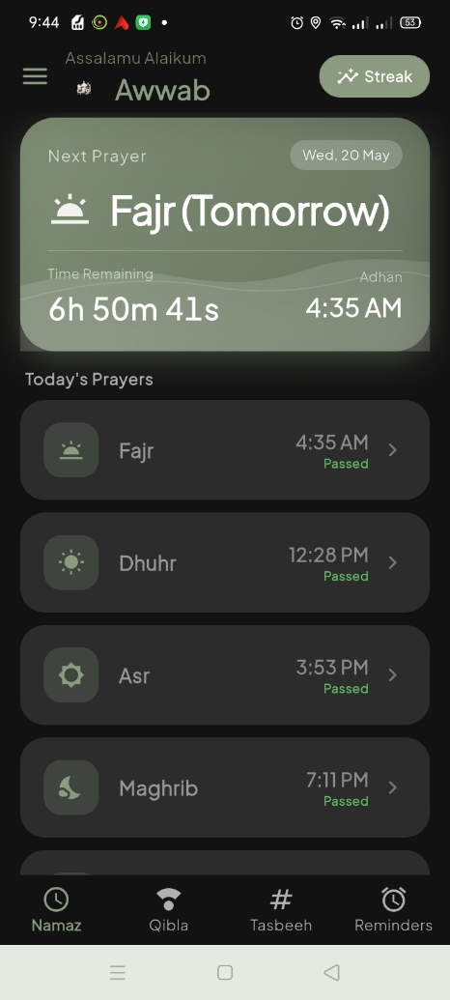 9:44
53
Assalamu Alaikum
Awwab
Streak
Next Prayer
Wed, 20 May
Fajr (Tomorrow)
Time Remaining
Adhan
6h 50m 41s
4:35 AM
Today's Prayers
Fajr
4:35 AM
Passed
Dhuhr
12:28 PM
Passed
Asr
3:53 PM
Passed
Maghrib
7:11 PM
Passed
Namaz
Qibla
Tasbeeh
Reminders